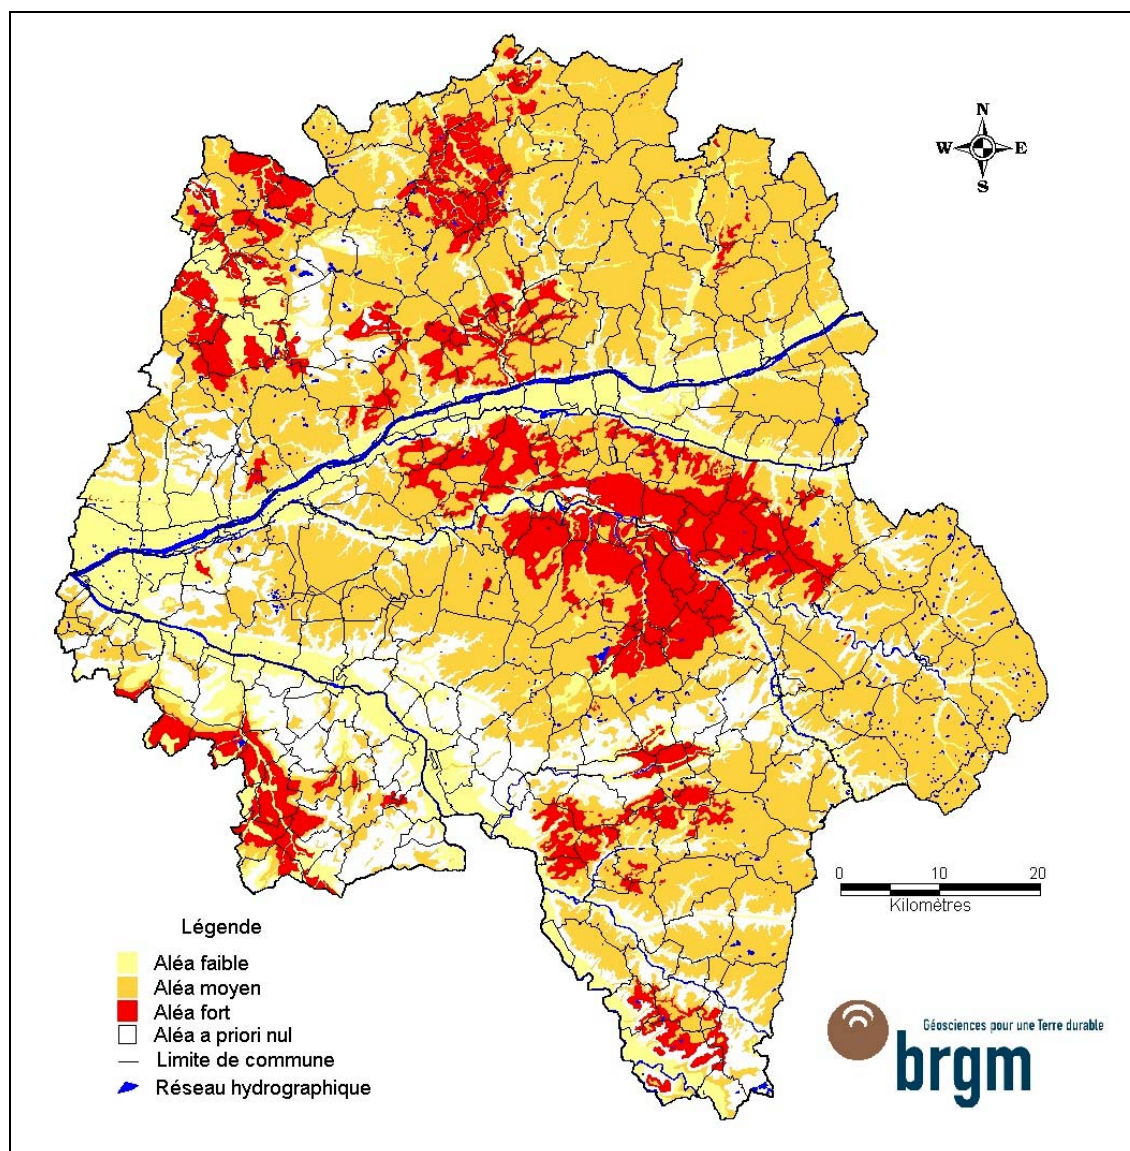 N
W E
S
0 10 20
Kilomètres
Légende
Aléa faible
Aléa moyen
Aléa fort
Aléa a priori nul
Limite de commune
Réseau hydrographique
Géosciences pour une Terre durable
brgm